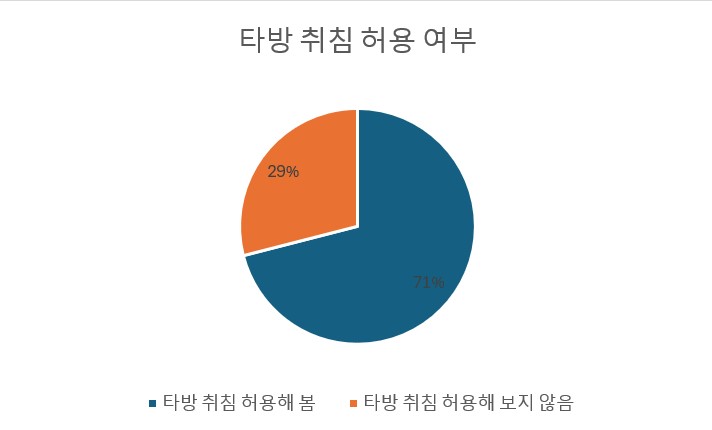 타방 취침 허용 여부
29%
71%
타방 취침 허용해 봄
타방 취침 허용해 보지 않음